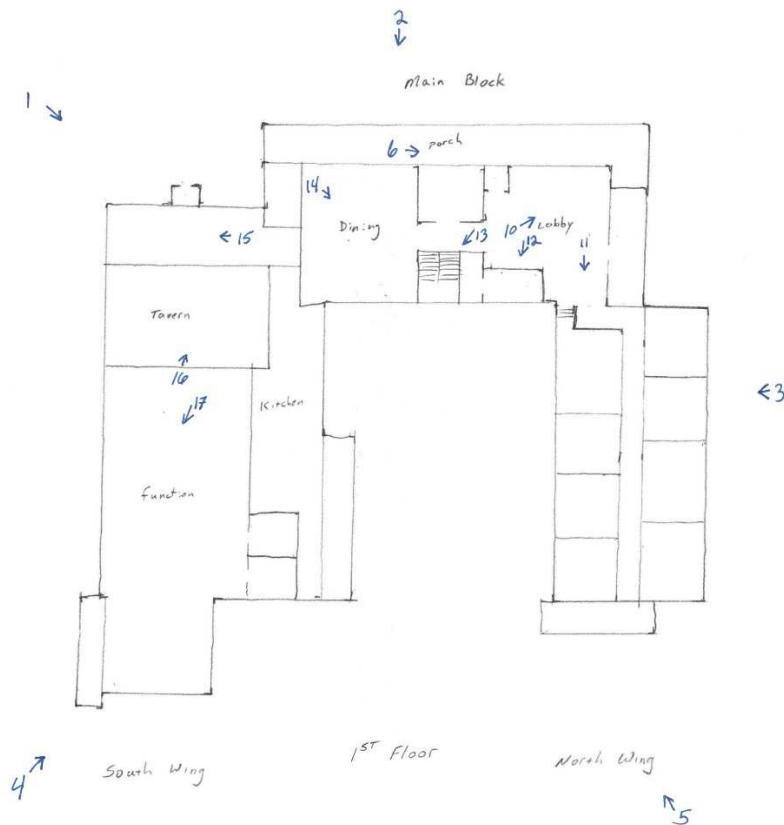 2
Main Block
1
6 Porch
14
Dining
10 Lobby
13
12
11
15
Tavern
16
17
Kitchen
3
Function
1ST Floor
South Wing
North Wing
4
5